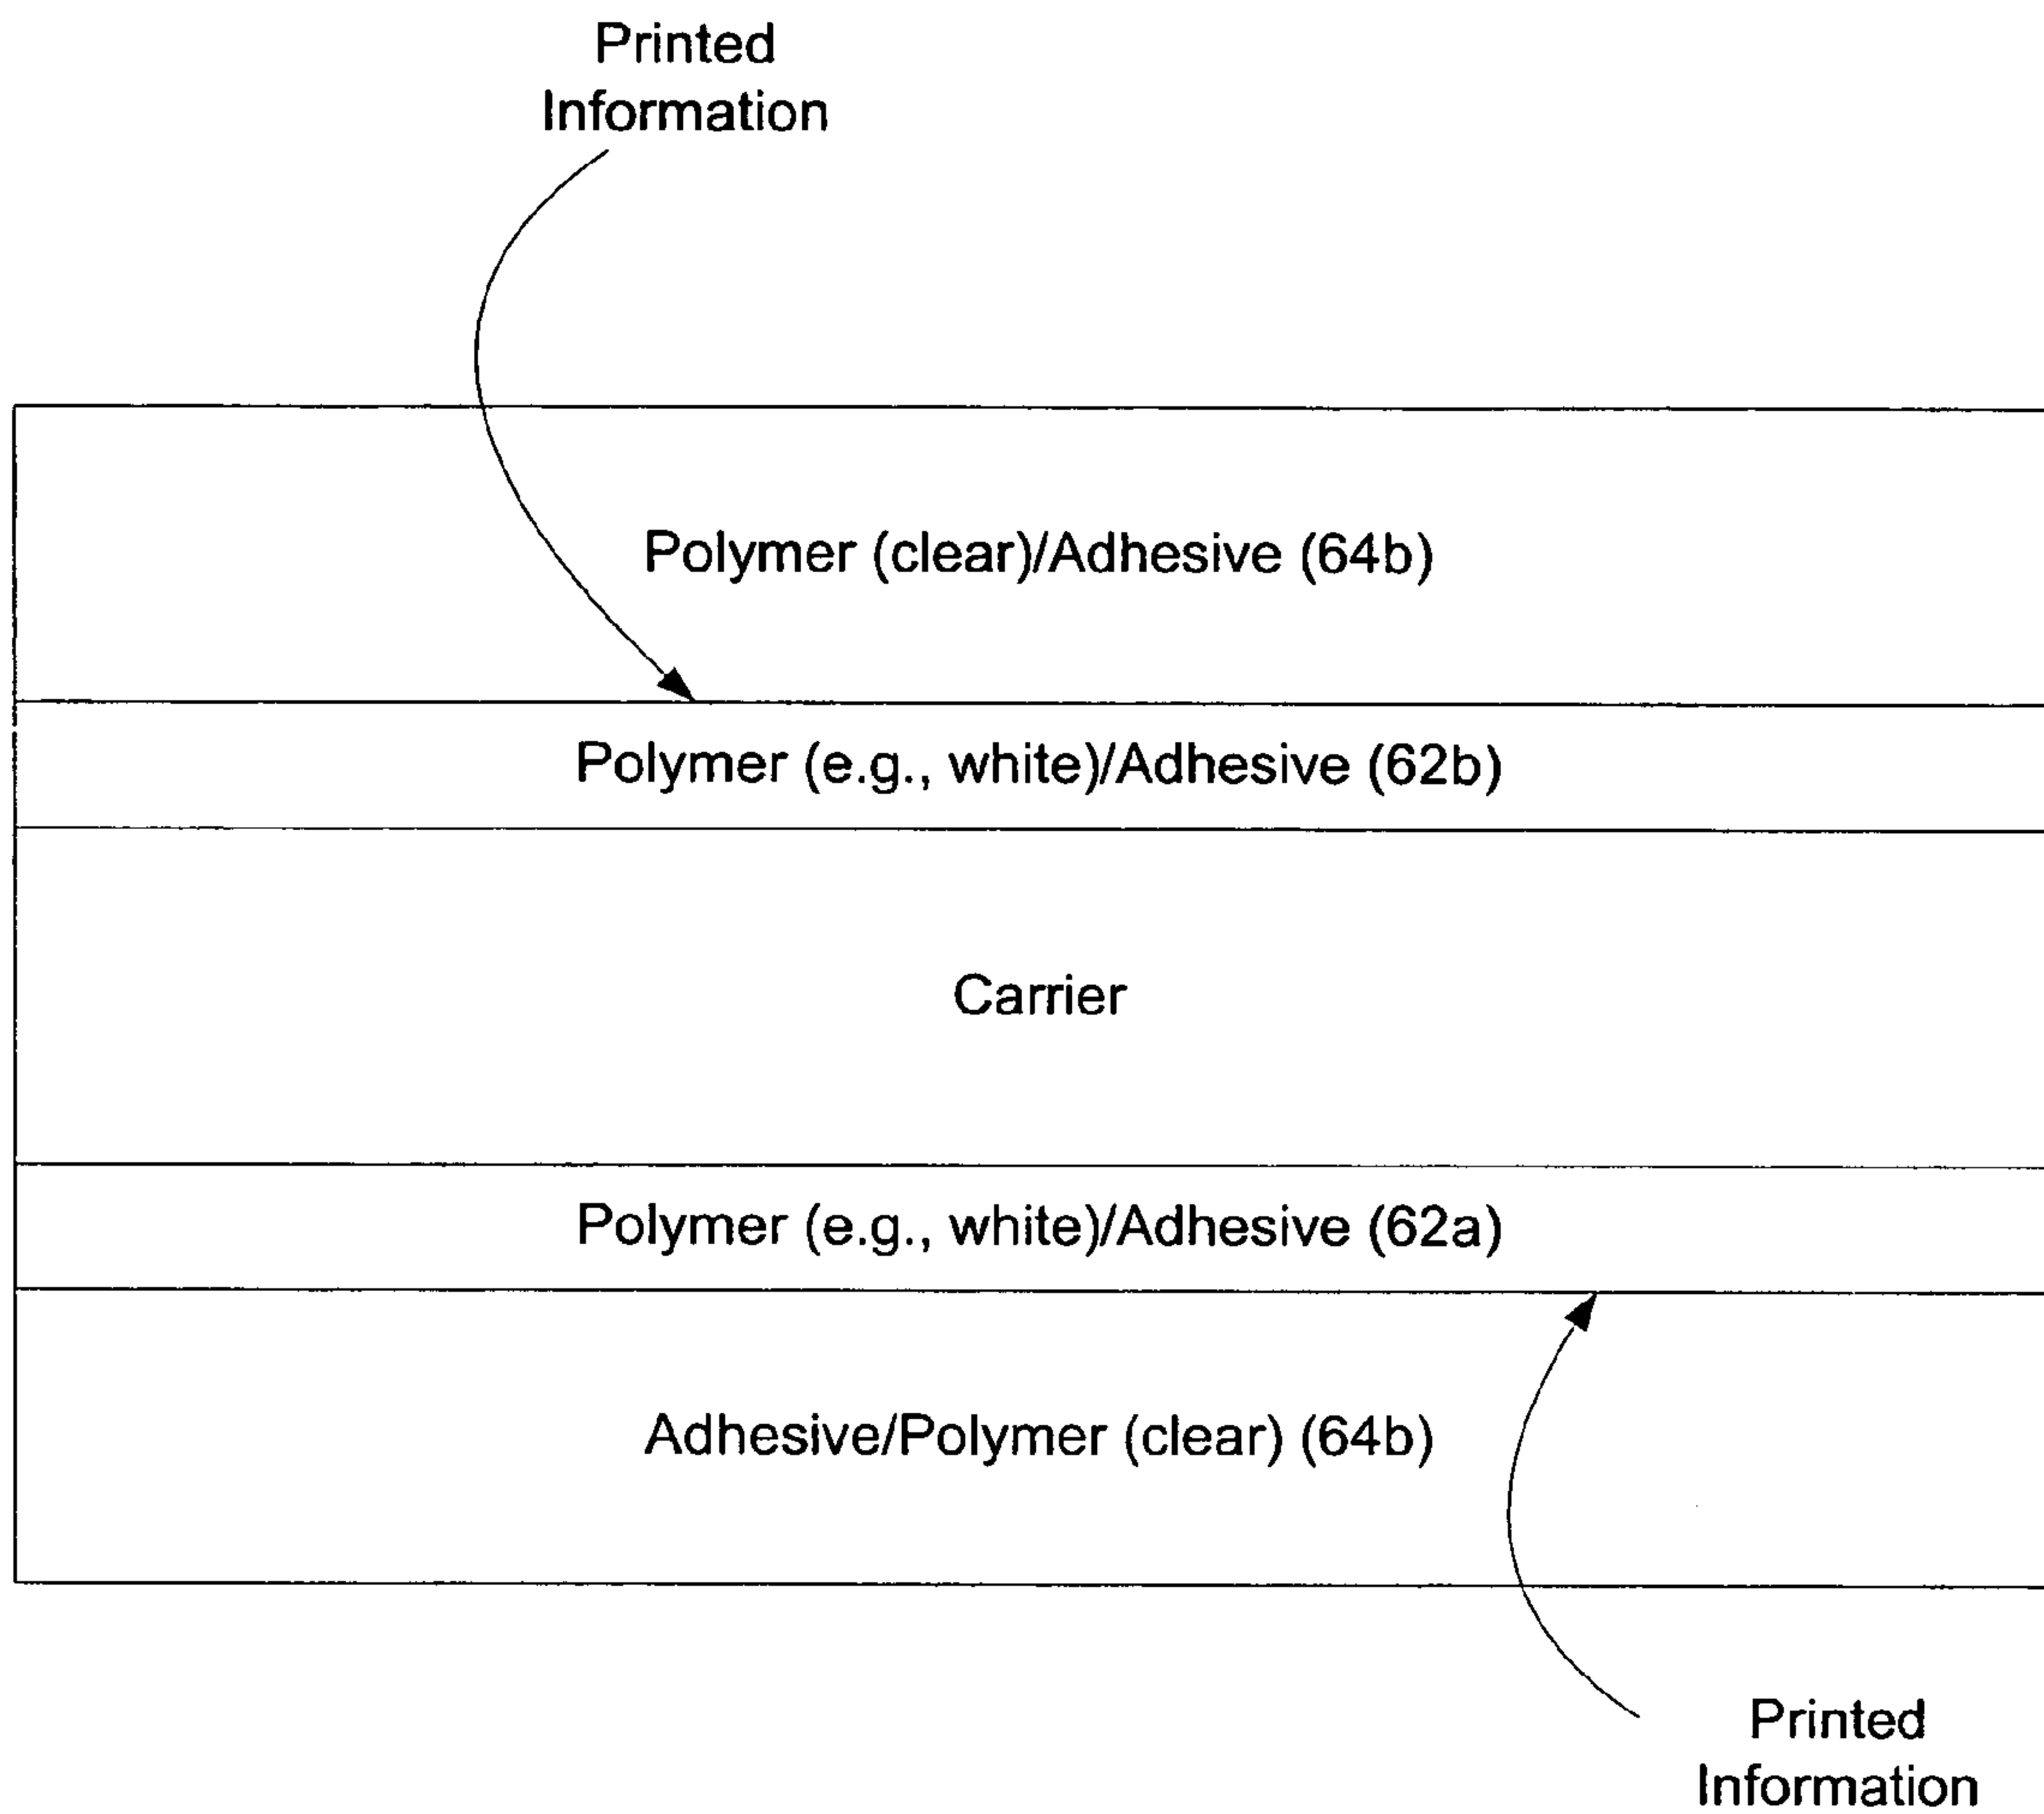 Printed
Information
Polymer (clear)/Adhesive (64b)
Polymer (e.g., white)/Adhesive (62b)
Carrier
Polymer (e.g., white)/Adhesive (62a)
Adhesive/Polymer (clear) (64b)
Printed
Information